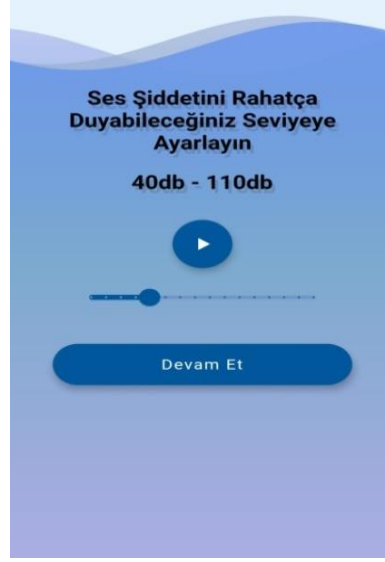 Ses Şiddetini Rahatça
Duyabileceğiniz Seviyeye
Ayarlayın
40db - 110db
Devam Et